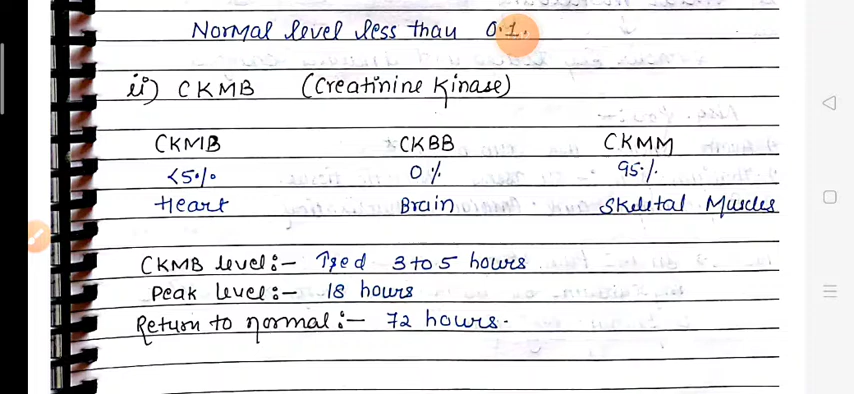 Normal level less than 0.1.
ii) CKMB (Creatinine Kinase)
CKMB CKBB CKMM
<5% 0% 95%
Heart Brain Skeletal Muscles
CKMB level:- ↑sed 3 to 5 hours
Peak level:- 18 hours
Return to normal:- 72 hours.